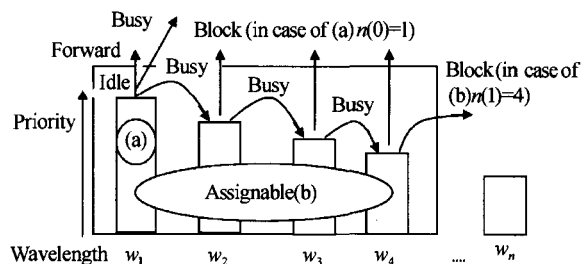 Busy
Forward
Block (in case of (a) n(0)=1)
Idle
Busy
Busy
Busy
Block (in case of
(b)n(1)=4)
Priority
(a)
Assignable(b)
Wavelength w1 w2 w3 w4 .... wn